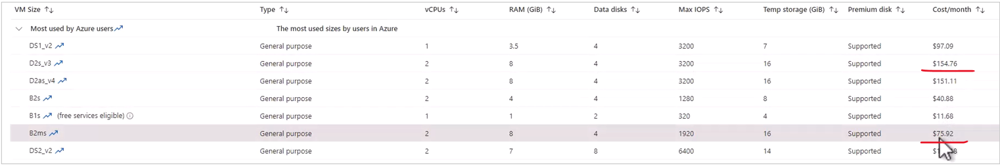 VM Size ↑↓ Type ↑↓ vCPUs ↑↓ RAM (GiB) ↑↓ Data disks ↑↓ Max IOPS ↑↓ Temp storage (GiB) ↑↓ Premium disk ↑↓ Cost/month ↑↓
Most used by Azure users The most used sizes by users in Azure
DS1_v2 General purpose 1 3.5 4 3200 7 Supported $97.09
D2s_v3 General purpose 2 8 4 3200 16 Supported $154.76
D2as_v4 General purpose 2 8 4 3200 16 Supported $151.11
B2s General purpose 2 4 4 1280 8 Supported $40.88
B1s (free services eligible) General purpose 1 1 2 320 4 Supported $11.68
B2ms General purpose 2 8 4 1920 16 Supported $75.92
DS2_v2 General purpose 2 7 8 6400 14 Supported